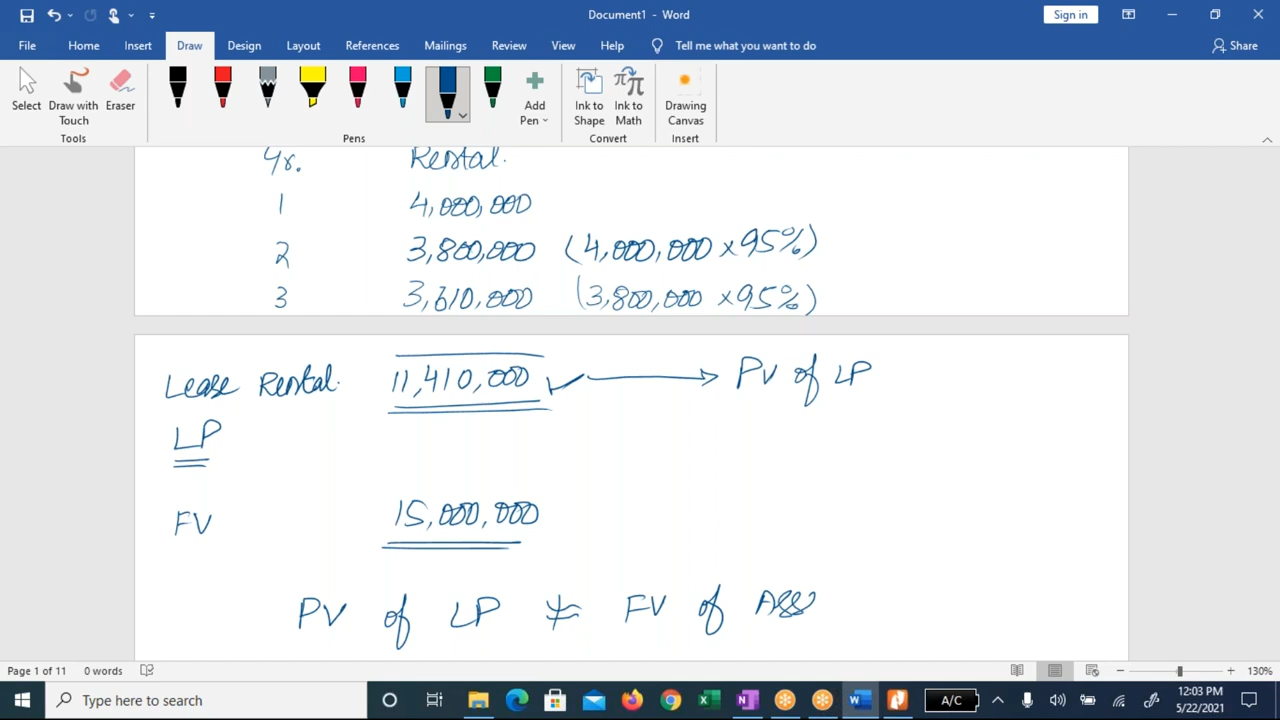 Document1 - Word
Sign in
File Home Insert Draw Design Layout References Mailings Review View Help Tell me what you want to do Share
Select Draw with Touch Eraser Add Pen Ink to Shape Ink to Math Drawing Canvas
Tools Pens Convert Insert
Yr. Rental.
1 4,000,000
2 3,800,000 (4,000,000 x 95%)
3 3,610,000 (3,800,000 x 95%)
Lease Rental. 11,410,000 → PV of LP
LP
FV 15,000,000
PV of LP ≠ FV of Ass
Page 1 of 11 0 words 130%
Type here to search A/C 12:03 PM
5/22/2021